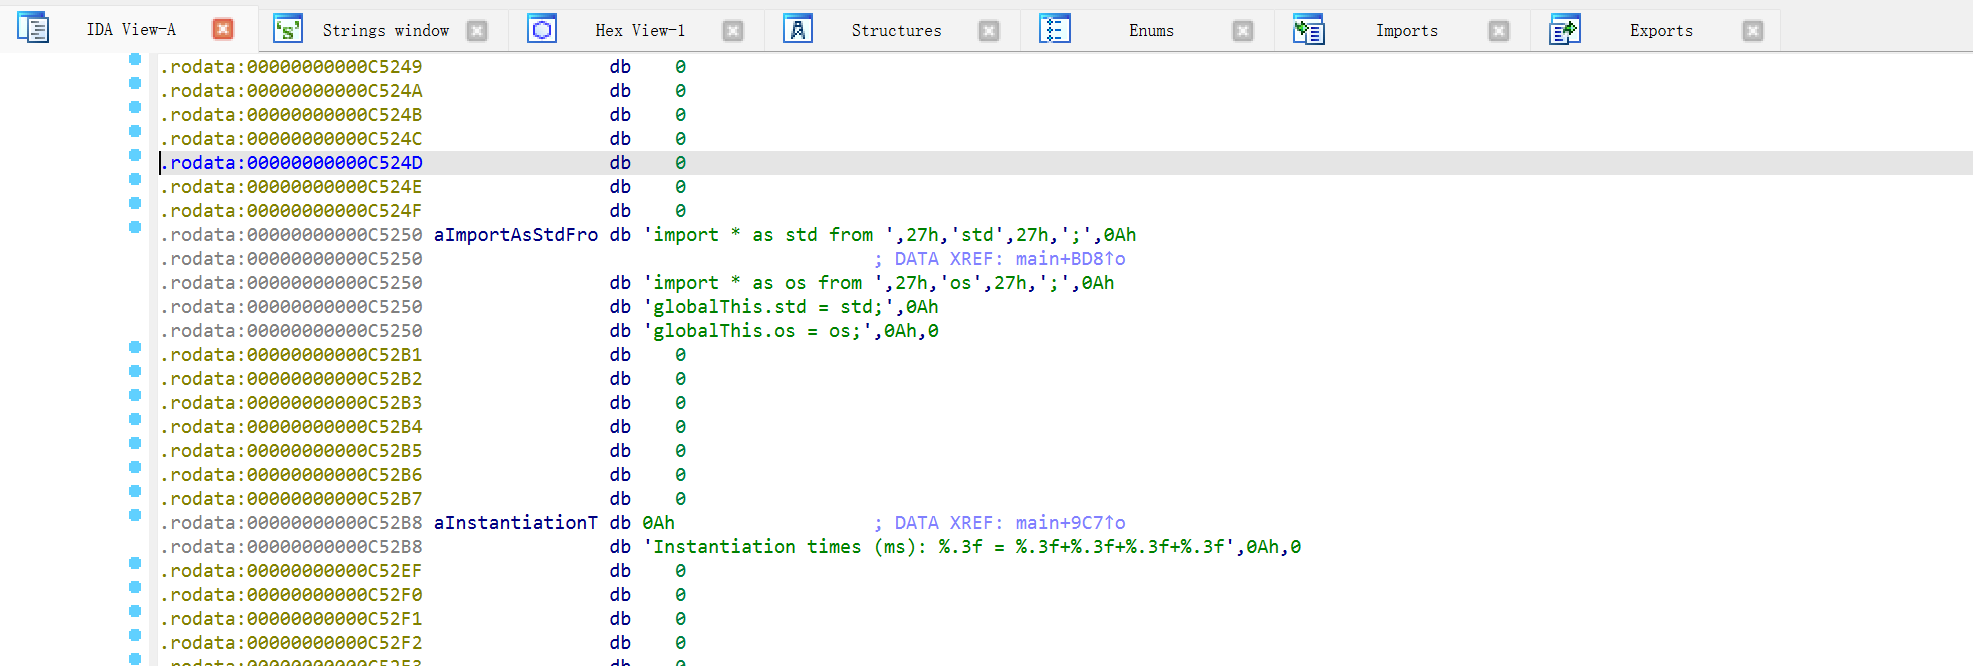 IDA View-A Strings window Hex View-1 Structures Enums Imports Exports
.rodata:00000000000C5249 db 0
.rodata:00000000000C524A db 0
.rodata:00000000000C524B db 0
.rodata:00000000000C524C db 0
.rodata:00000000000C524D db 0
.rodata:00000000000C524E db 0
.rodata:00000000000C524F db 0
.rodata:00000000000C5250 aImportAsStdFro db 'import * as std from ',27h,'std',27h,';',0Ah
.rodata:00000000000C5250 ; DATA XREF: main+BD8↑o
.rodata:00000000000C5250 db 'import * as os from ',27h,'os',27h,';',0Ah
.rodata:00000000000C5250 db 'globalThis.std = std;',0Ah
.rodata:00000000000C5250 db 'globalThis.os = os;',0Ah,0
.rodata:00000000000C52B1 db 0
.rodata:00000000000C52B2 db 0
.rodata:00000000000C52B3 db 0
.rodata:00000000000C52B4 db 0
.rodata:00000000000C52B5 db 0
.rodata:00000000000C52B6 db 0
.rodata:00000000000C52B7 db 0
.rodata:00000000000C52B8 aInstantiationT db 0Ah ; DATA XREF: main+9C7↑o
.rodata:00000000000C52B8 db 'Instantiation times (ms): %.3f = %.3f+%.3f+%.3f+%.3f',0Ah,0
.rodata:00000000000C52EF db 0
.rodata:00000000000C52F0 db 0
.rodata:00000000000C52F1 db 0
.rodata:00000000000C52F2 db 0
.rodata:00000000000C52F3 db 0